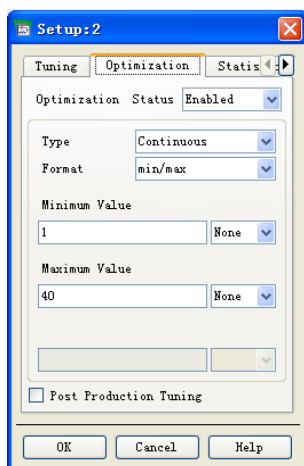 Setup:2
Tuning Optimization Statis
Optimization Status Enabled
Type Continuous
Format min/max
Minimum Value
1 None
Maximum Value
40 None
Post Production Tuning
OK Cancel Help